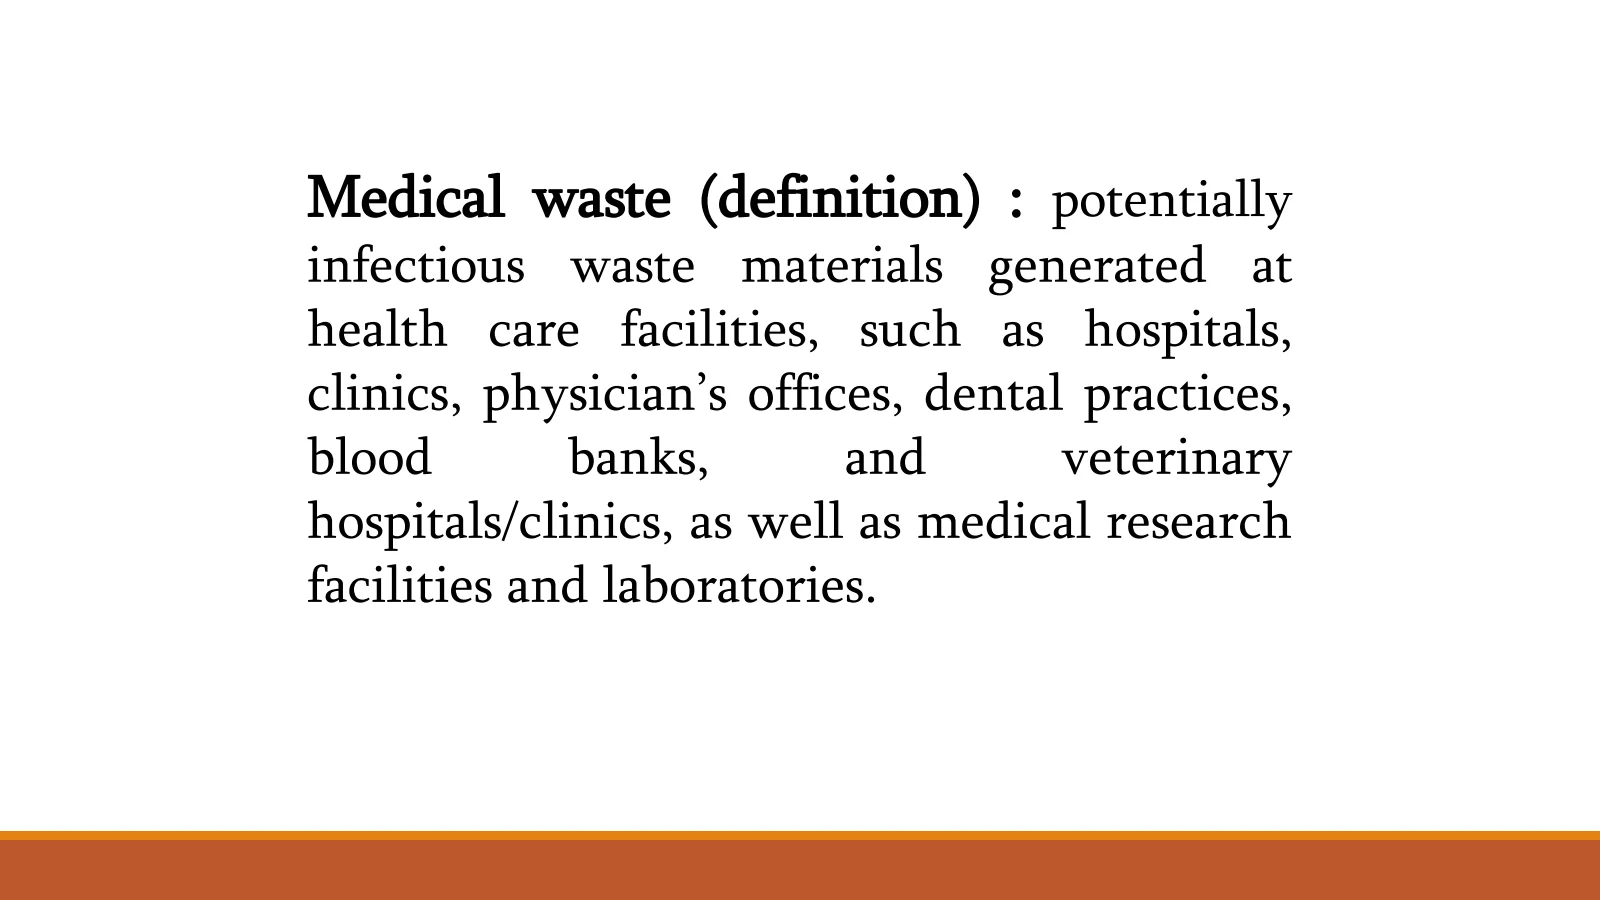 Medical waste (definition) : potentially
infectious waste materials generated at
health care facilities, such as hospitals,
clinics, physician’s offices, dental practices,
blood banks, and veterinary
hospitals/clinics, as well as medical research
facilities and laboratories.